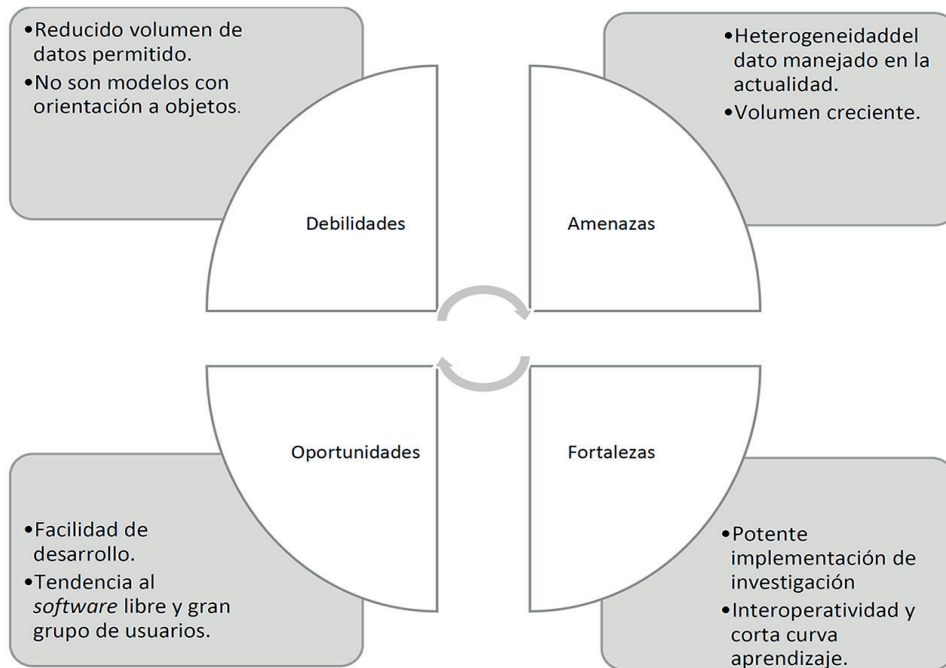 •Reducido volumen de
datos permitido.
•No son modelos con
orientación a objetos.
•Heterogeneidaddel
dato manejado en la
actualidad.
•Volumen creciente.
Debilidades
Amenazas
Oportunidades
Fortalezas
•Facilidad de
desarrollo.
•Tendencia al
software libre y gran
grupo de usuarios.
•Potente
implementación de
investigación
•Interoperatividad y
corta curva
aprendizaje.